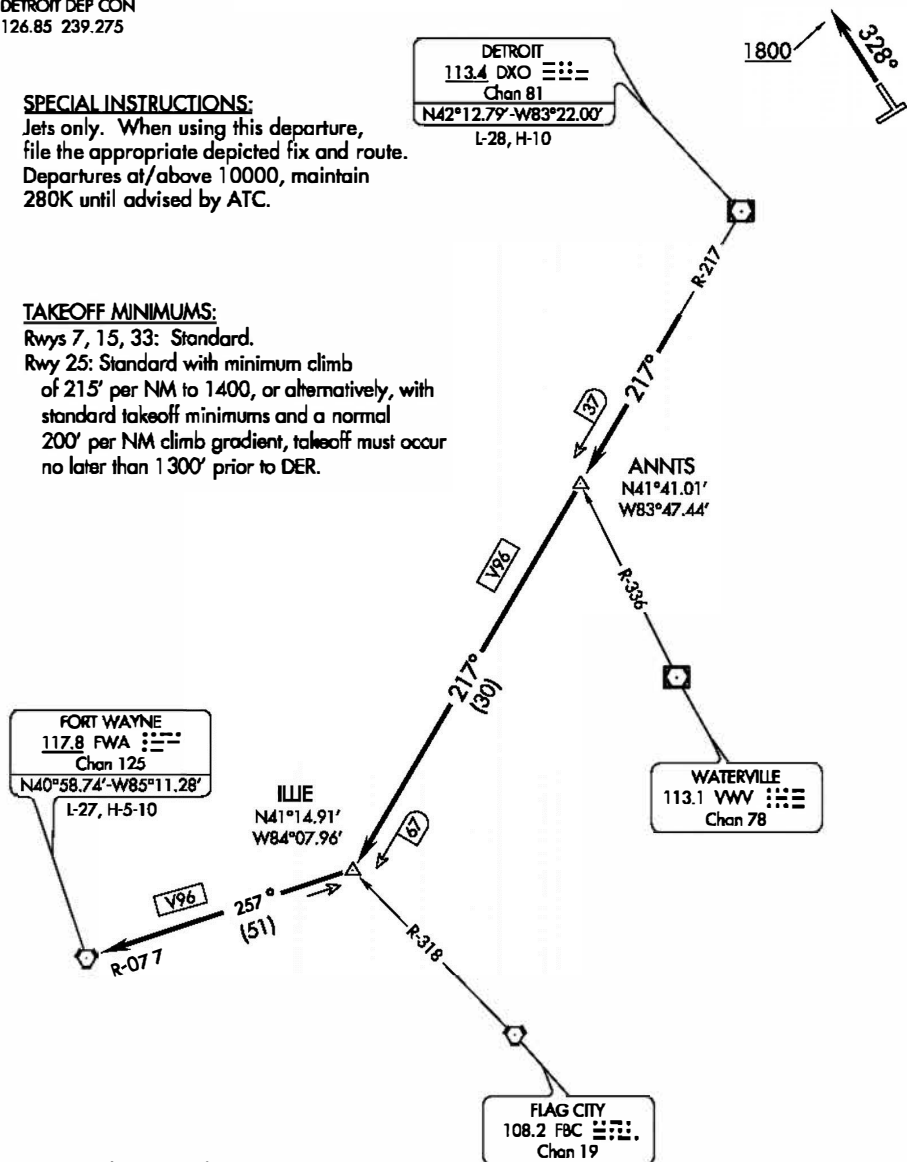 DETROIT DEP CON
126.85 239.275
SPECIAL INSTRUCTIONS:
Jets only. When using this departure,
file the appropriate depicted fix and route.
Departures at/above 10000, maintain
280K until advised by ATC.
TAKEOFF MINIMUMS:
Rwys 7, 15, 33: Standard.
Rwy 25: Standard with minimum climb
of 215' per NM to 1400, or alternatively, with
standard takeoff minimums and a normal
200' per NM climb gradient, takeoff must occur
no later than 1300' prior to DER.
DETROIT
113.4 DXO
Chan 81
N42°12.79'-W83°22.00'
L-28, H-10
1800
328°
R-217
217°
37
ANNTS
N41°41.01'
W83°47.44'
V96
R-336
217°
(30)
WATERVILLE
113.1 VWV
Chan 78
FORT WAYNE
117.8 FWA
Chan 125
N40°58.74'-W85°11.28'
L-27, H-5-10
ILLIE
N41°14.91'
W84°07.96'
67
V96
257°
(51)
R-077
R-318
FLAG CITY
108.2 FBC
Chan 19